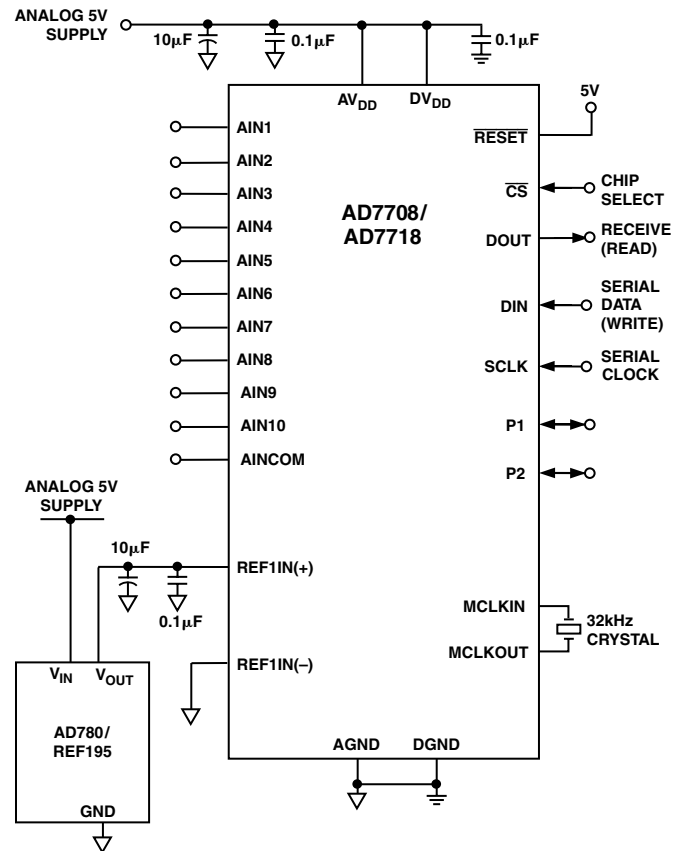 ANALOG 5V
SUPPLY
10µF
0.1µF
0.1µF
AVDD
DVDD
5V
AIN1
AIN2
AIN3
AIN4
AIN5
AIN6
AIN7
AIN8
AIN9
AIN10
AINCOM
AD7708/
AD7718
RESET
CS
CHIP
SELECT
DOUT
RECEIVE
(READ)
DIN
SERIAL
DATA
(WRITE)
SCLK
SERIAL
CLOCK
P1
P2
ANALOG 5V
SUPPLY
10µF
0.1µF
REF1IN(+)
REF1IN(–)
MCLKIN
MCLKOUT
32kHz
CRYSTAL
VIN
VOUT
AD780/
REF195
GND
AGND
DGND